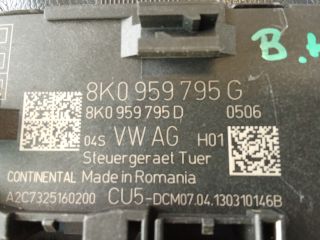 B.H
8K0 959 795 G
8K0 959 795 D 0506
04S VW AG H01
Steuergeraet Tuer
CONTINENTAL Made in Romania
A2C7325160200 CU5-DCM07.04.130310146B